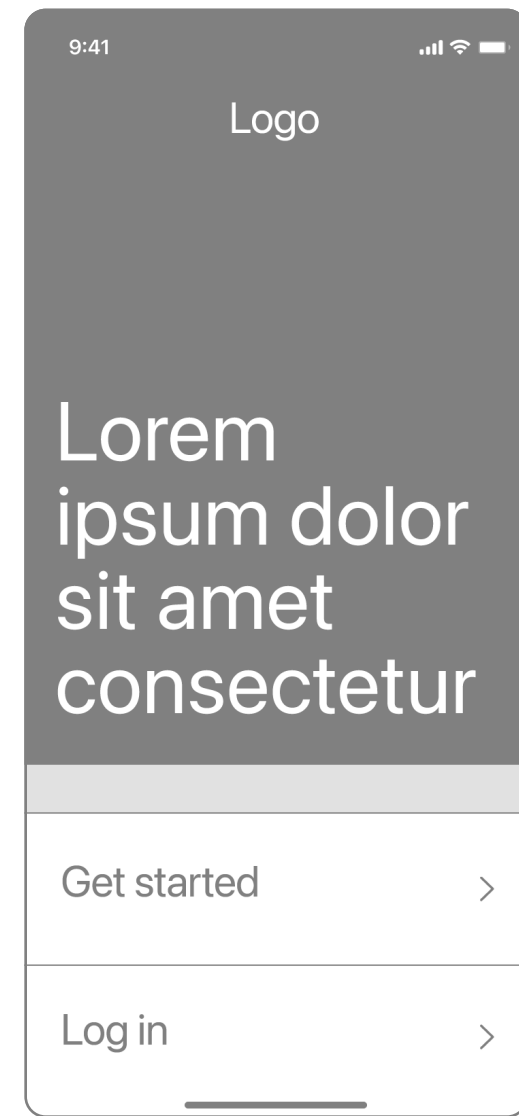 9:41
Logo
Lorem
ipsum dolor
sit amet
consectetur
Get started
Log in